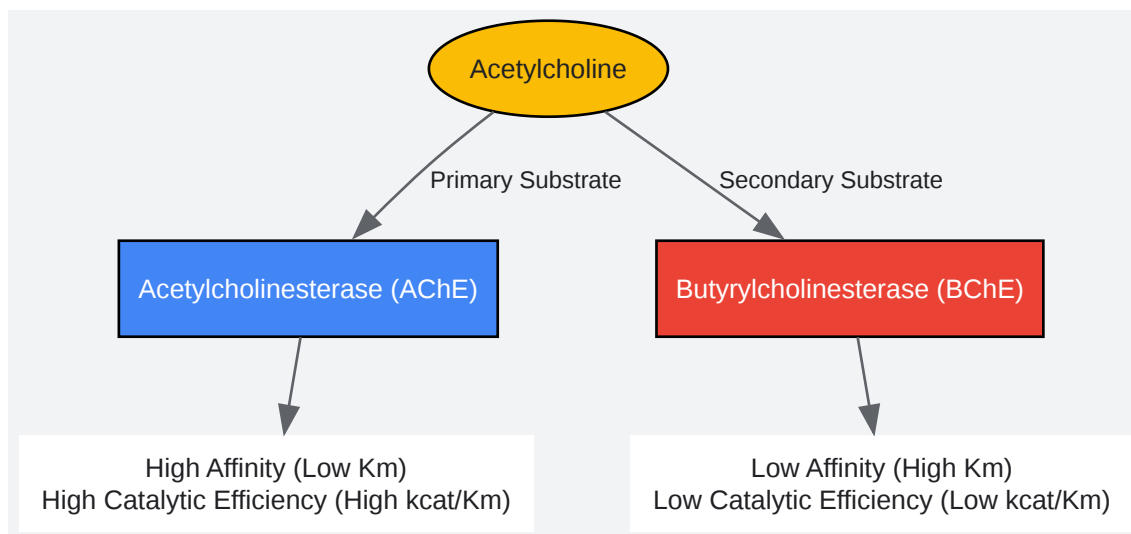 Acetylcholine
Primary Substrate
Secondary Substrate
Acetylcholinesterase (AChE)
Butyrylcholinesterase (BChE)
High Affinity (Low Km)
High Catalytic Efficiency (High kcat/Km)
Low Affinity (High Km)
Low Catalytic Efficiency (Low kcat/Km)